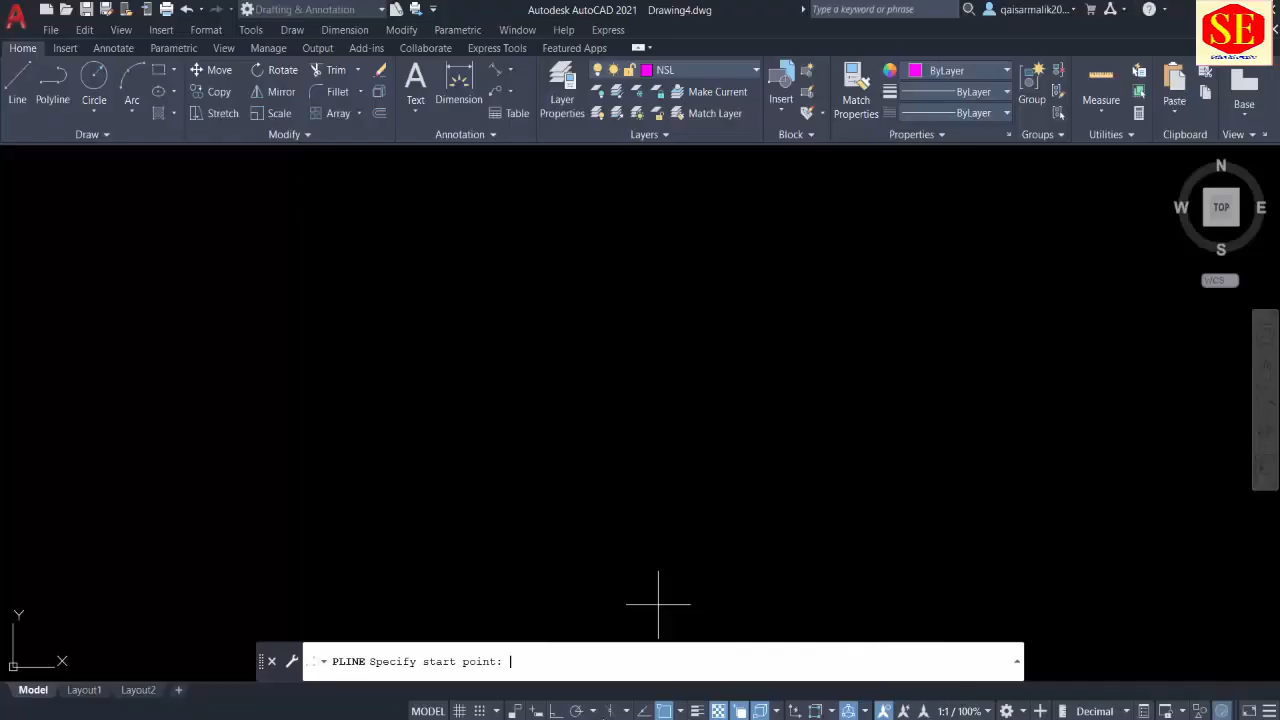 Drafting & Annotation
Autodesk AutoCAD 2021 Drawing4.dwg
Type a keyword or phrase
qaisarmalik20...
SE
File Edit View Insert Format Tools Draw Dimension Modify Parametric Window Help Express
Home Insert Annotate Parametric View Manage Output Add-ins Collaborate Express Tools Featured Apps
Line Polyline Circle Arc
Move Rotate Trim
Copy Mirror Fillet
Stretch Scale Array
Text Dimension Table
Layer Properties
NSL
Make Current
Match Layer
Insert
Match Properties
ByLayer
ByLayer
ByLayer
Group
Measure
Paste
Base
Draw Modify Annotation Layers Block Properties Groups Utilities Clipboard View
N
W TOP E
S
WCS
Y
X
PLINE Specify start point:
Model Layout1 Layout2 +
MODEL 1:1 / 100% Decimal